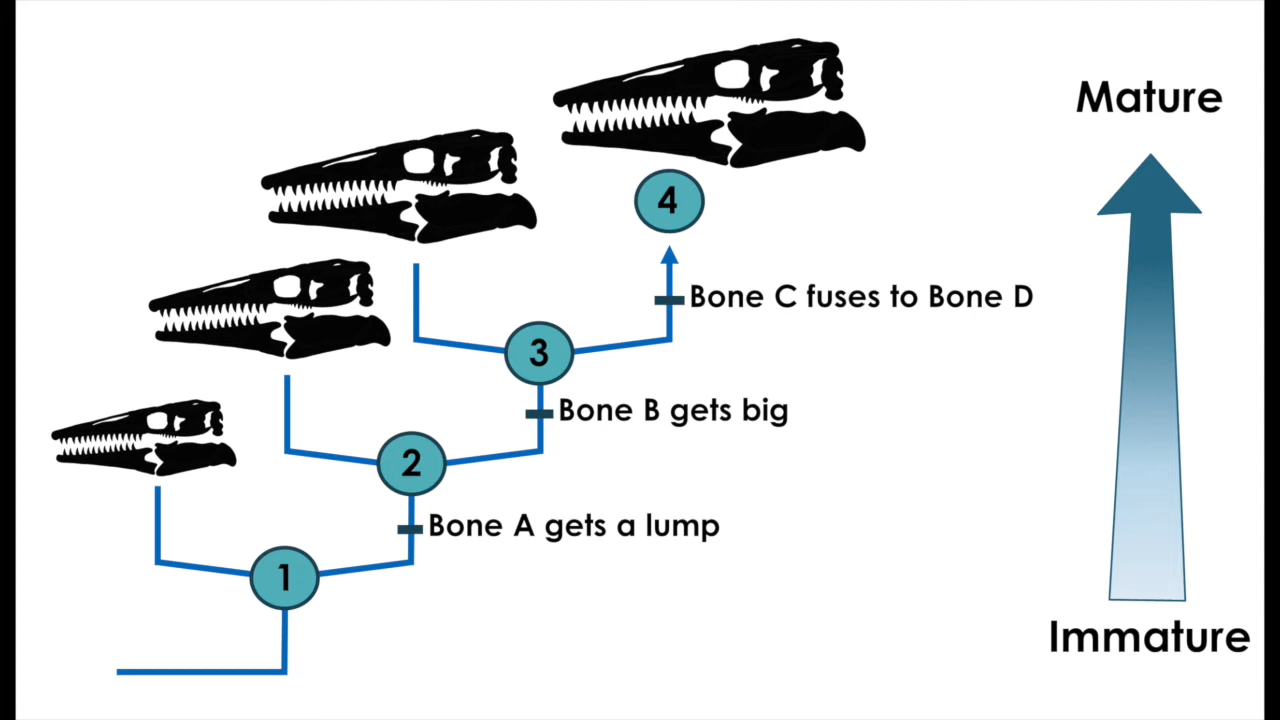 Mature
4
Bone C fuses to Bone D
3
Bone B gets big
2
Bone A gets a lump
1
Immature